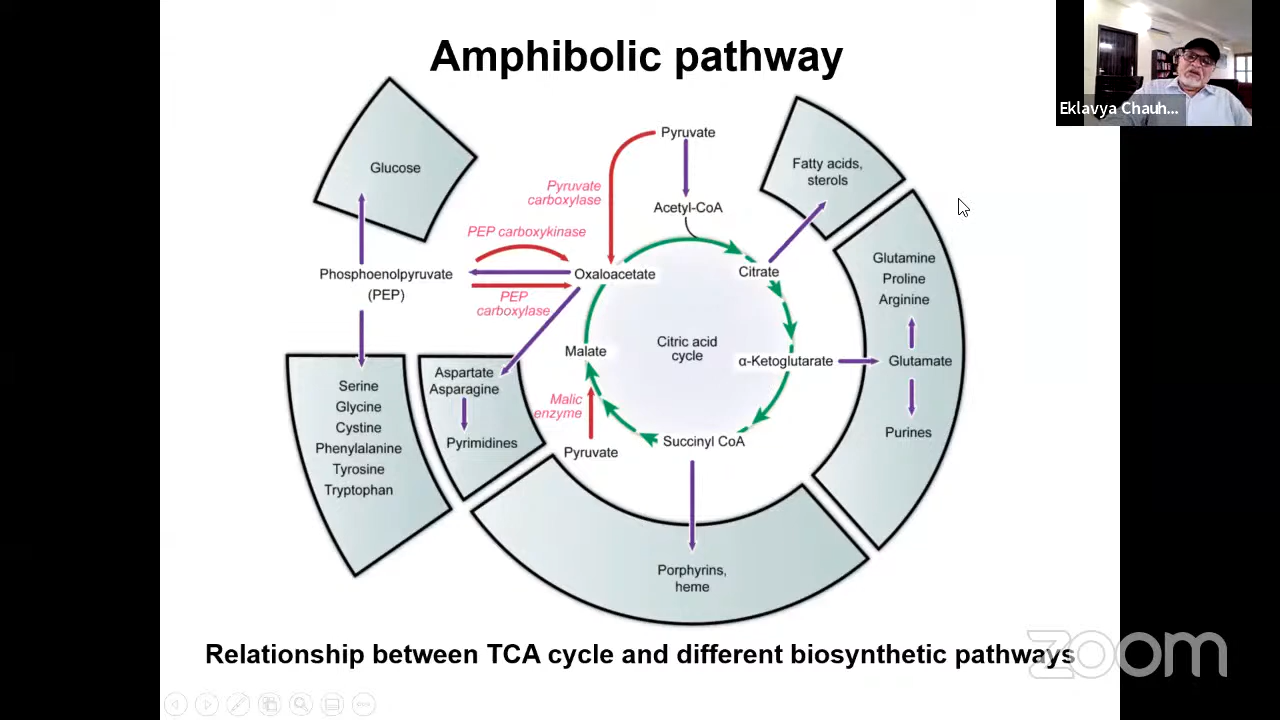 Amphibolic pathway
Eklavya Chauh...
Glucose
Pyruvate
Fatty acids,
sterols
Pyruvate
carboxylase
Acetyl-CoA
PEP carboxykinase
Phosphoenolpyruvate
(PEP)
Oxaloacetate
Citrate
PEP
carboxylase
Glutamine
Proline
Arginine
Citric acid
cycle
Malate
α-Ketoglutarate
Glutamate
Purines
Aspartate
Asparagine
Pyrimidines
Malic
enzyme
Pyruvate
Succinyl CoA
Serine
Glycine
Cystine
Phenylalanine
Tyrosine
Tryptophan
Porphyrins,
heme
Relationship between TCA cycle and different biosynthetic pathways
zoom